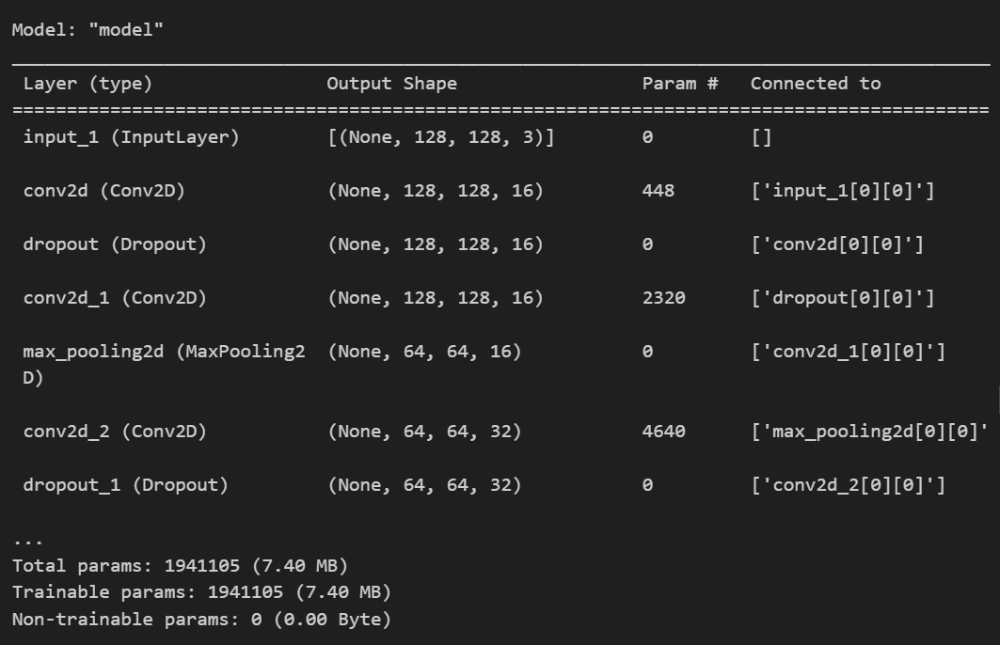 Model: "model"
Layer (type) Output Shape Param # Connected to
input_1 (InputLayer) [(None, 128, 128, 3)] 0 []
conv2d (Conv2D) (None, 128, 128, 16) 448 ['input_1[0][0]']
dropout (Dropout) (None, 128, 128, 16) 0 ['conv2d[0][0]']
conv2d_1 (Conv2D) (None, 128, 128, 16) 2320 ['dropout[0][0]']
max_pooling2d (MaxPooling2 (None, 64, 64, 16) 0 ['conv2d_1[0][0]']
D)
conv2d_2 (Conv2D) (None, 64, 64, 32) 4640 ['max_pooling2d[0][0]'
dropout_1 (Dropout) (None, 64, 64, 32) 0 ['conv2d_2[0][0]']
...
Total params: 1941105 (7.40 MB)
Trainable params: 1941105 (7.40 MB)
Non-trainable params: 0 (0.00 Byte)